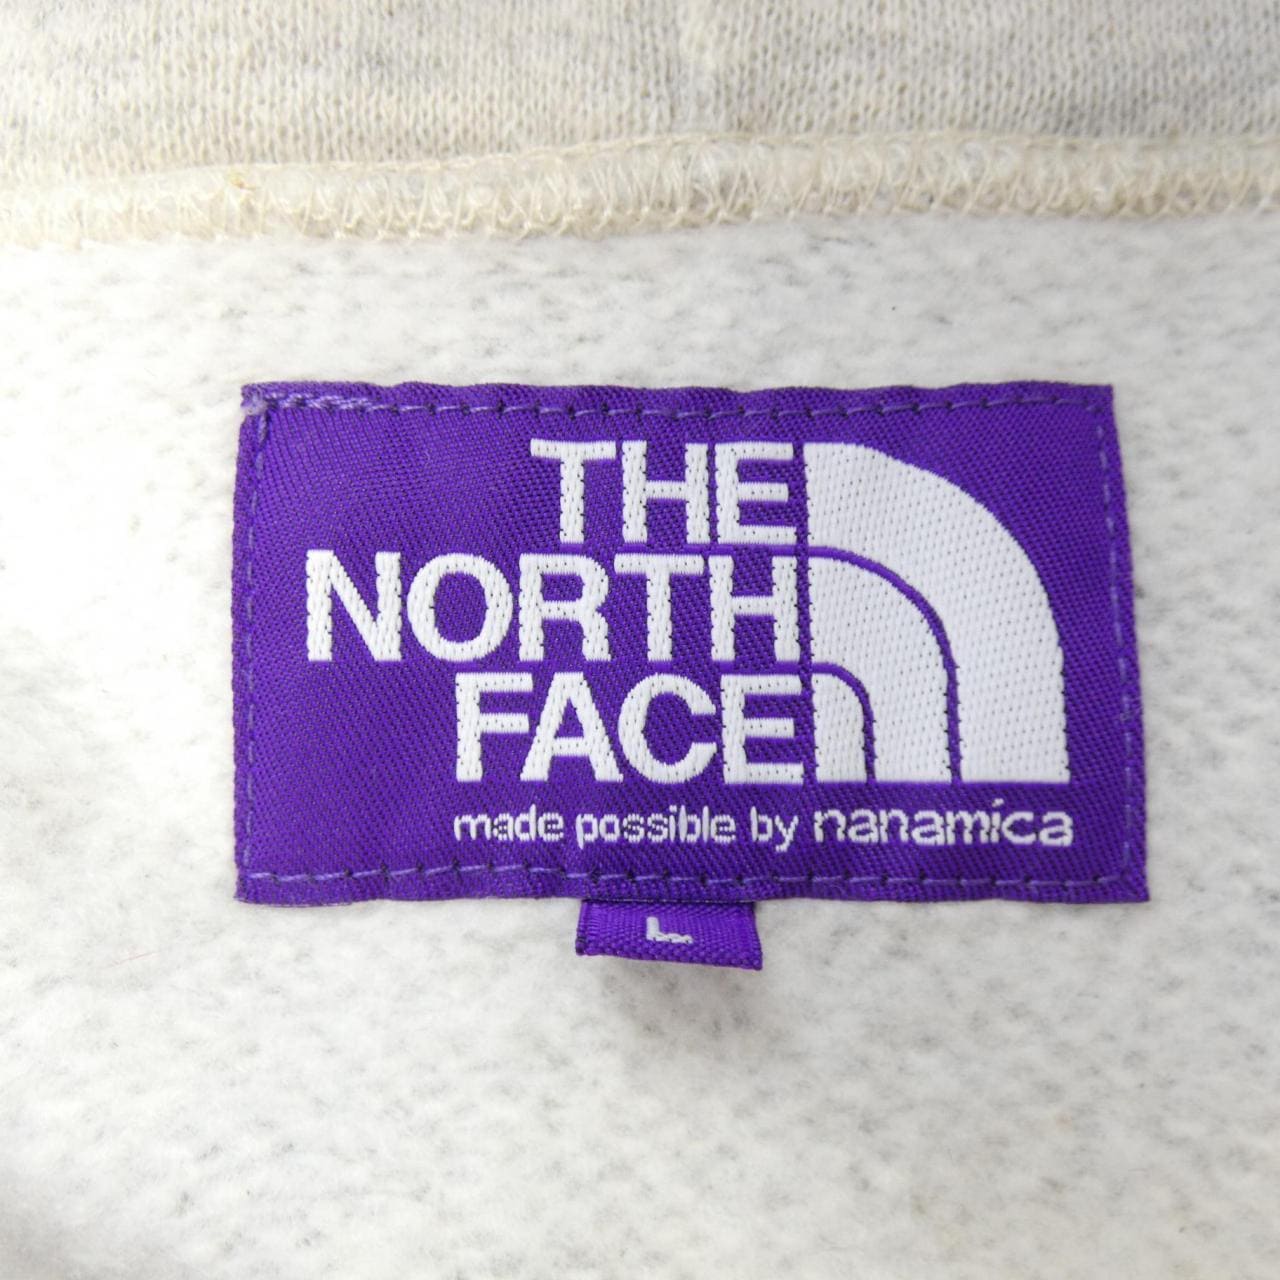 THE
NORTH
FACE
made possible by nanamica
L